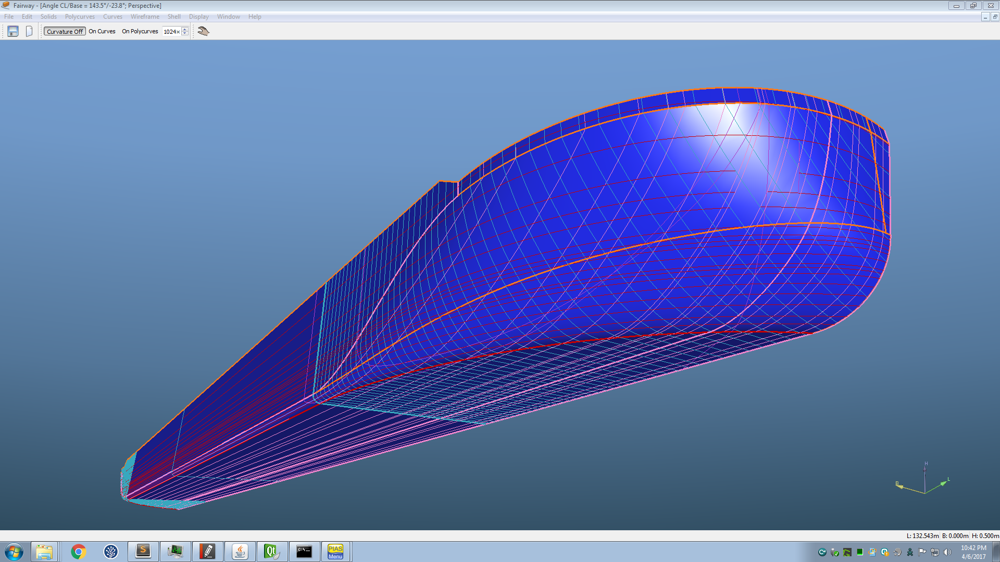 Fairway - [Angle CL/Base = 143.5°/-23.8°; Perspective]
File Edit Solids Polycurves Curves Wireframe Shell Display Window Help
Curvature Off On Curves On Polycurves 1024×
H
B L
L: 132.543m B: 0.000m H: 0.500m
S C:\._ Qt PIAS
Menu
10:42 PM
4/6/2017